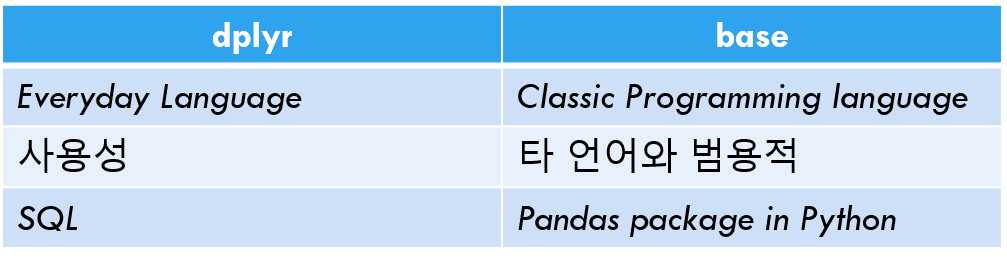 dplyr base
Everyday Language Classic Programming language
사용성 타 언어와 범용적
SQL Pandas package in Python